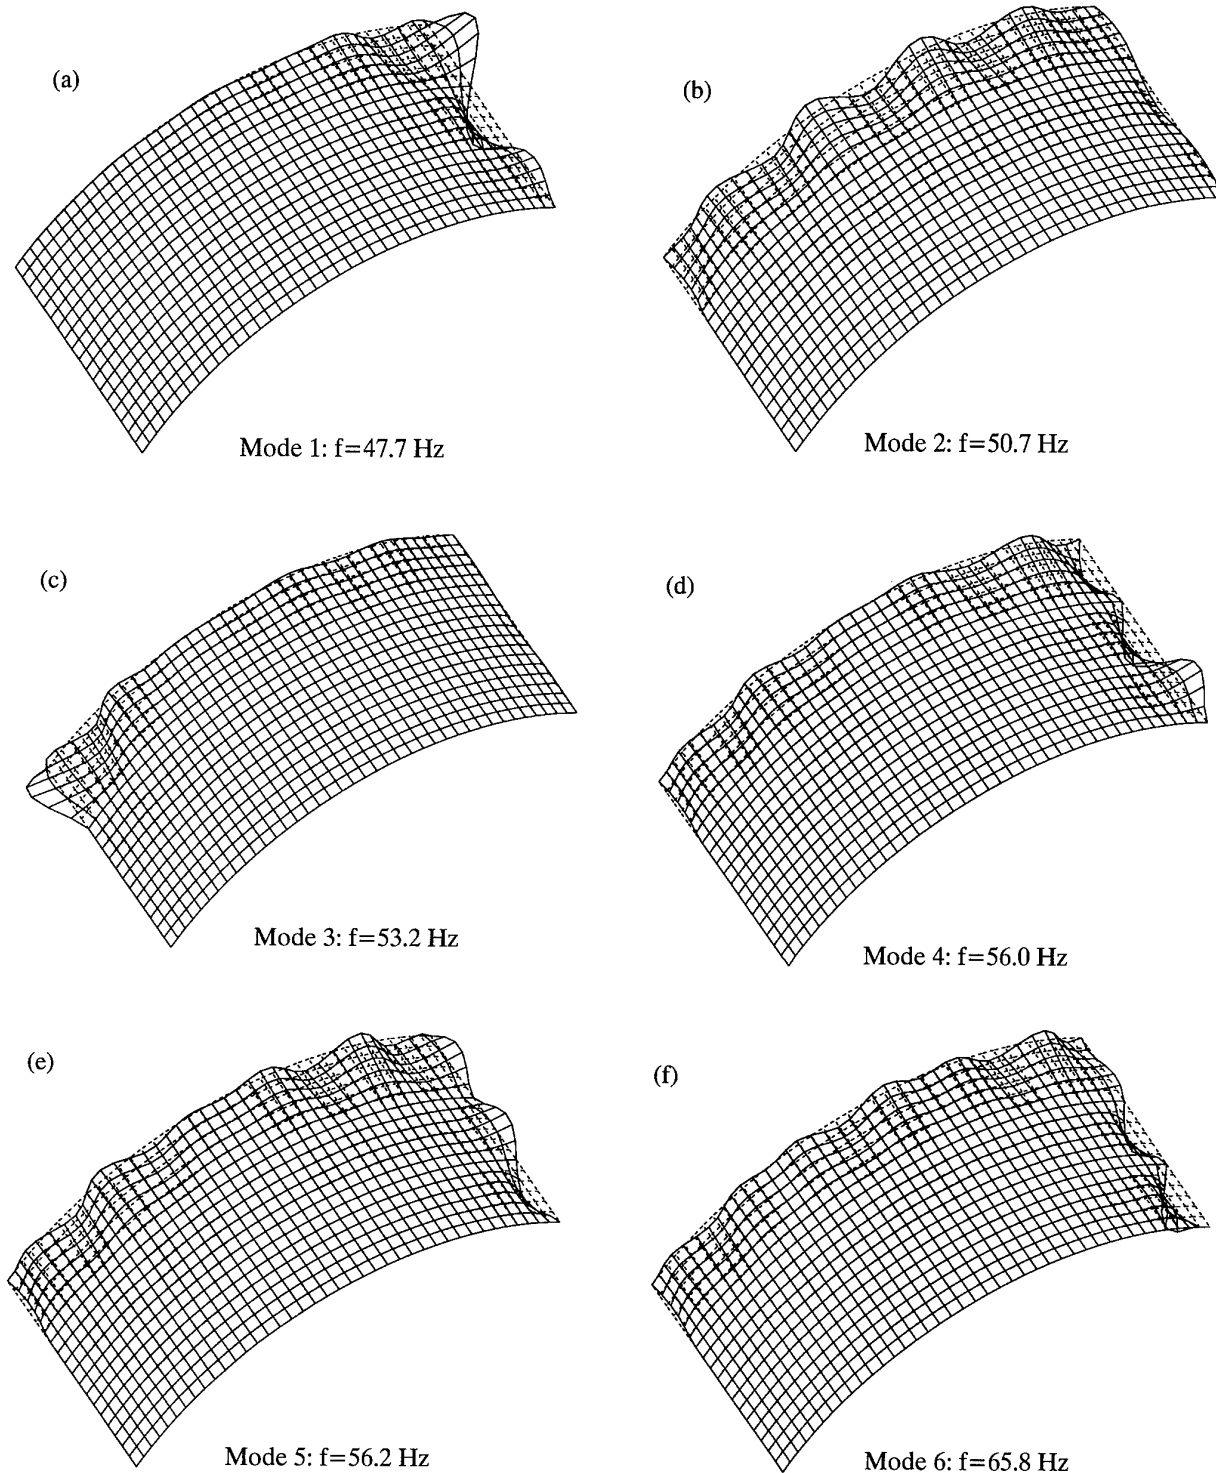 (a)
(b)
Mode 1: f=47.7 Hz
Mode 2: f=50.7 Hz
(c)
(d)
Mode 3: f=53.2 Hz
Mode 4: f=56.0 Hz
(e)
(f)
Mode 5: f=56.2 Hz
Mode 6: f=65.8 Hz